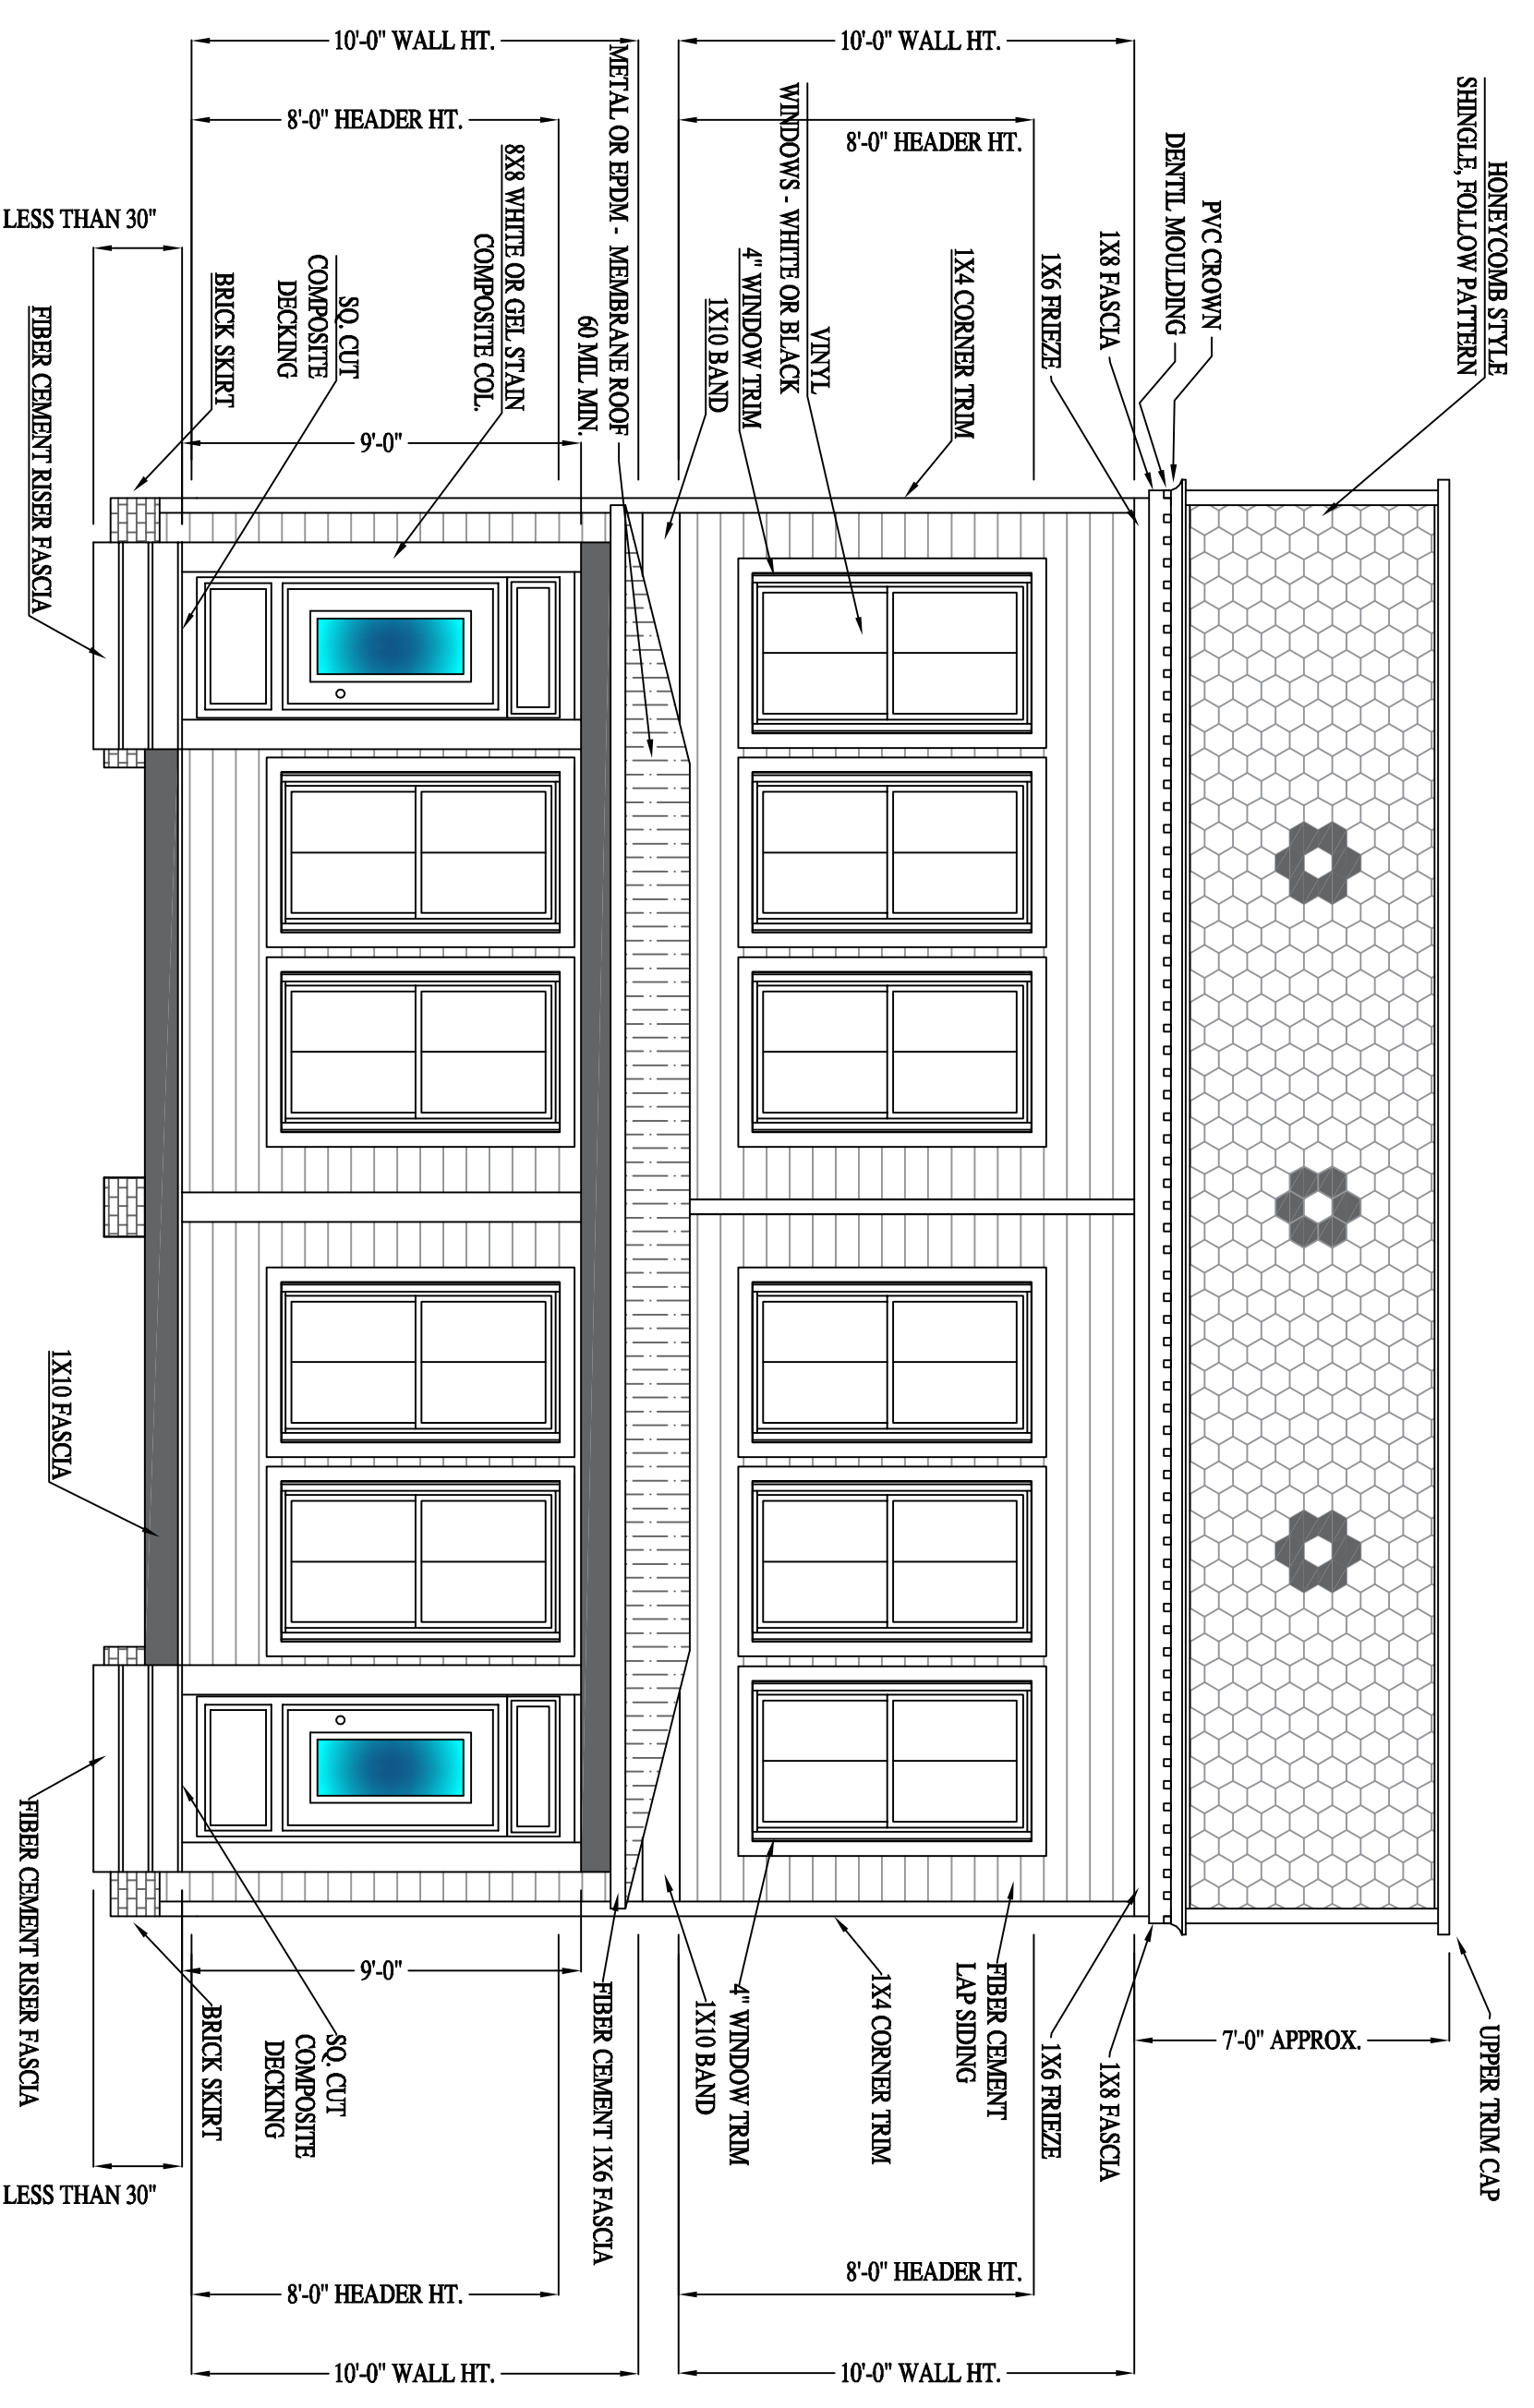 HONEYCOMB STYLE
SHINGLE, FOLLOW PATTERN
PVC CROWN
DENTIL MOULDING
1X8 FASCIA
1X6 FRIEZE
1X4 CORNER TRIM
VINYL
WINDOWS - WHITE OR BLACK
4" WINDOW TRIM
1X10 BAND
METAL OR EPDM - MEMBRANE ROOF
60 MIL MIN.
8X8 WHITE OR GEL STAIN
COMPOSITE COL.
SQ. CUT
COMPOSITE
DECKING
BRICK SKIRT
FIBER CEMENT RISER FASCIA
10'-0" WALL HT.
8'-0" HEADER HT.
10'-0" WALL HT.
8'-0" HEADER HT.
9'-0"
LESS THAN 30"
1X10 FASCIA
UPPER TRIM CAP
7'-0" APPROX.
1X8 FASCIA
1X6 FRIEZE
FIBER CEMENT
LAP SIDING
1X4 CORNER TRIM
4" WINDOW TRIM
1X10 BAND
FIBER CEMENT 1X6 FASCIA
SQ. CUT
COMPOSITE
DECKING
BRICK SKIRT
FIBER CEMENT RISER FASCIA
9'-0"
LESS THAN 30"
8'-0" HEADER HT.
10'-0" WALL HT.
8'-0" HEADER HT.
10'-0" WALL HT.